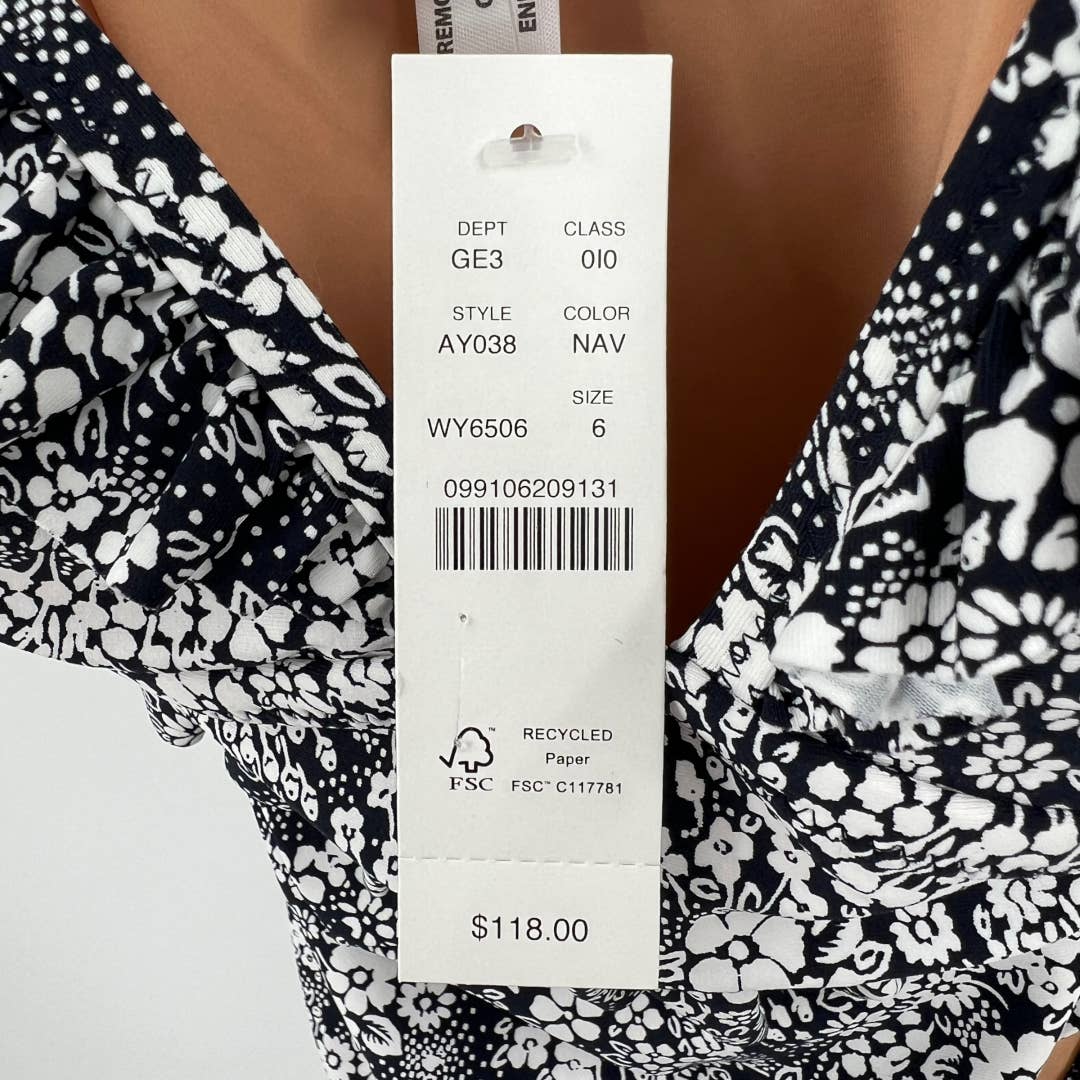 DEPT CLASS
GE3 0I0
STYLE COLOR
AY038 NAV
SIZE
WY6506 6
099106209131
RECYCLED
Paper
FSC™ C117781
™
FSC
$118.00